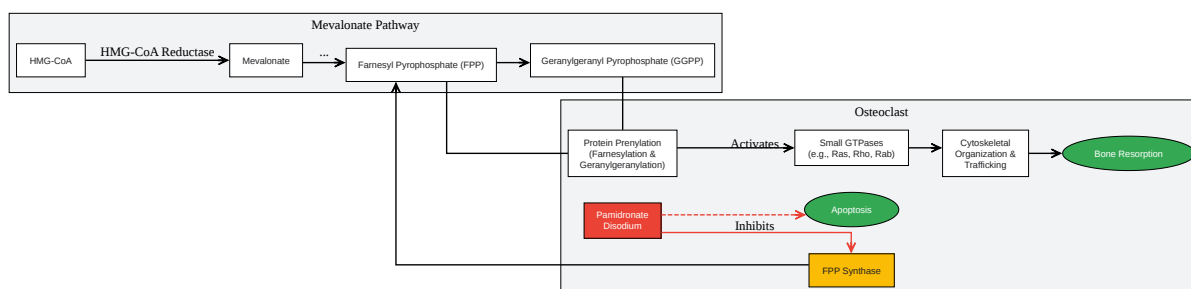 Mevalonate Pathway
HMG-CoA
HMG-CoA Reductase
Mevalonate
...
Farnesyl Pyrophosphate (FPP)
Geranylgeranyl Pyrophosphate (GGPP)
Osteoclast
Protein Prenylation
(Farnesylation &
Geranylgeranylation)
Activates
Small GTPases
(e.g., Ras, Rho, Rab)
Cytoskeletal
Organization &
Trafficking
Bone Resorption
Pamidronate
Disodium
Apoptosis
Inhibits
FPP Synthase